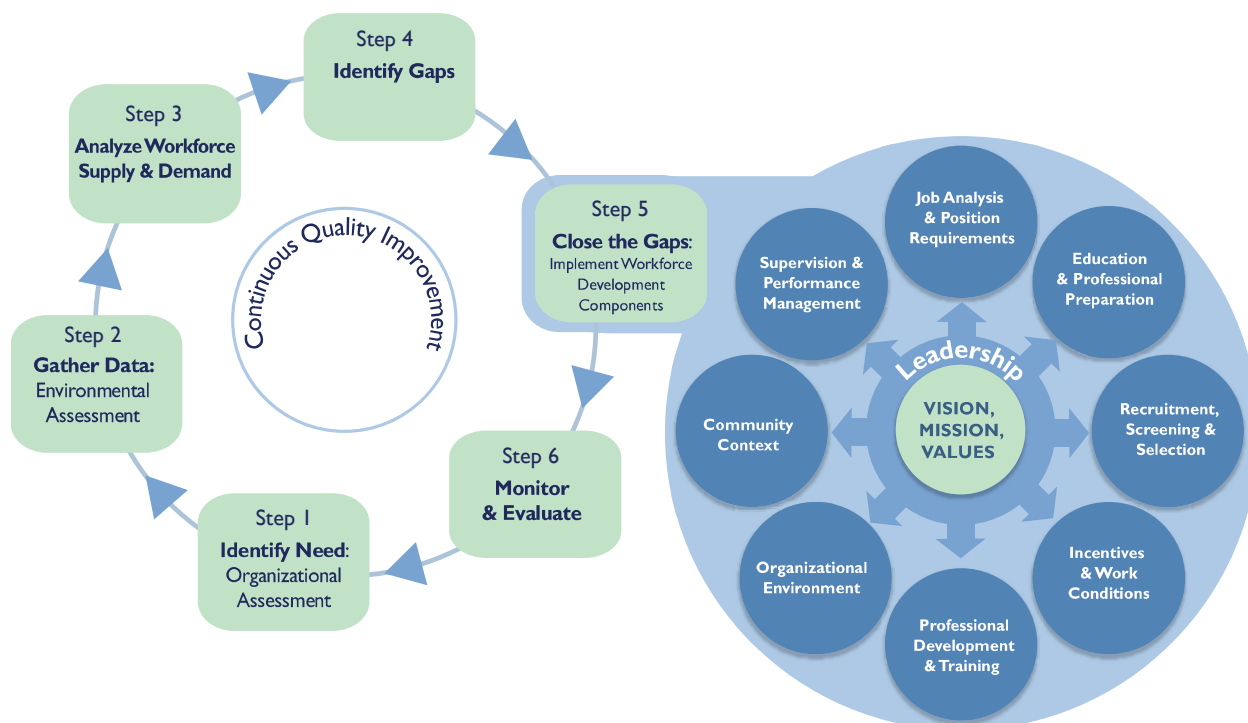 Step 1
Identify Need:
Organizational
Assessment
Step 2
Gather Data:
Environmental
Assessment
Step 3
Analyze Workforce
Supply & Demand
Step 4
Identify Gaps
Step 5
Close the Gaps:
Implement Workforce
Development
Components
Step 6
Monitor
& Evaluate
Continuous Quality Improvement
Leadership
VISION,
MISSION,
VALUES
Job Analysis
& Position
Requirements
Education
& Professional
Preparation
Recruitment,
Screening &
Selection
Incentives
& Work
Conditions
Professional
Development
& Training
Organizational
Environment
Community
Context
Supervision &
Performance
Management